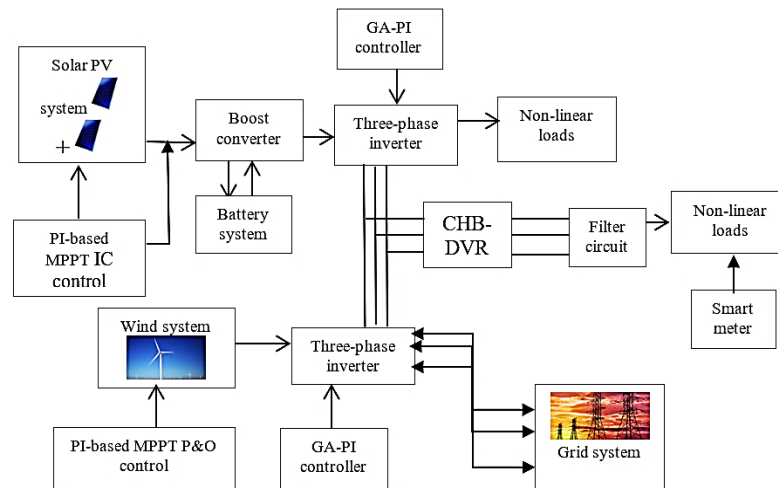 GA-PI
controller
Solar PV
system
+
Boost
converter
Three-phase
inverter
Non-linear
loads
Battery
system
PI-based
MPPT IC
control
CHB-
DVR
Filter
circuit
Non-linear
loads
Smart
meter
Wind system
Three-phase
inverter
PI-based MPPT P&O
control
GA-PI
controller
Grid system